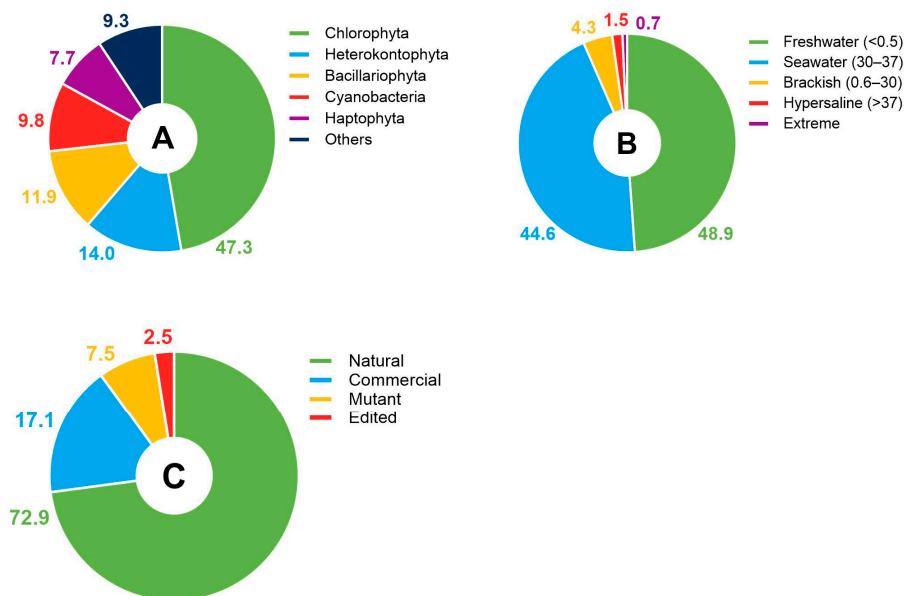 9.3
7.7
9.8
11.9
14.0
47.3
A
Chlorophyta
Heterokontophyta
Bacillariophyta
Cyanobacteria
Haptophyta
Others
4.3
1.5
0.7
44.6
48.9
B
Freshwater (<0.5)
Seawater (30–37)
Brackish (0.6–30)
Hypersaline (>37)
Extreme
2.5
7.5
17.1
72.9
C
Natural
Commercial
Mutant
Edited